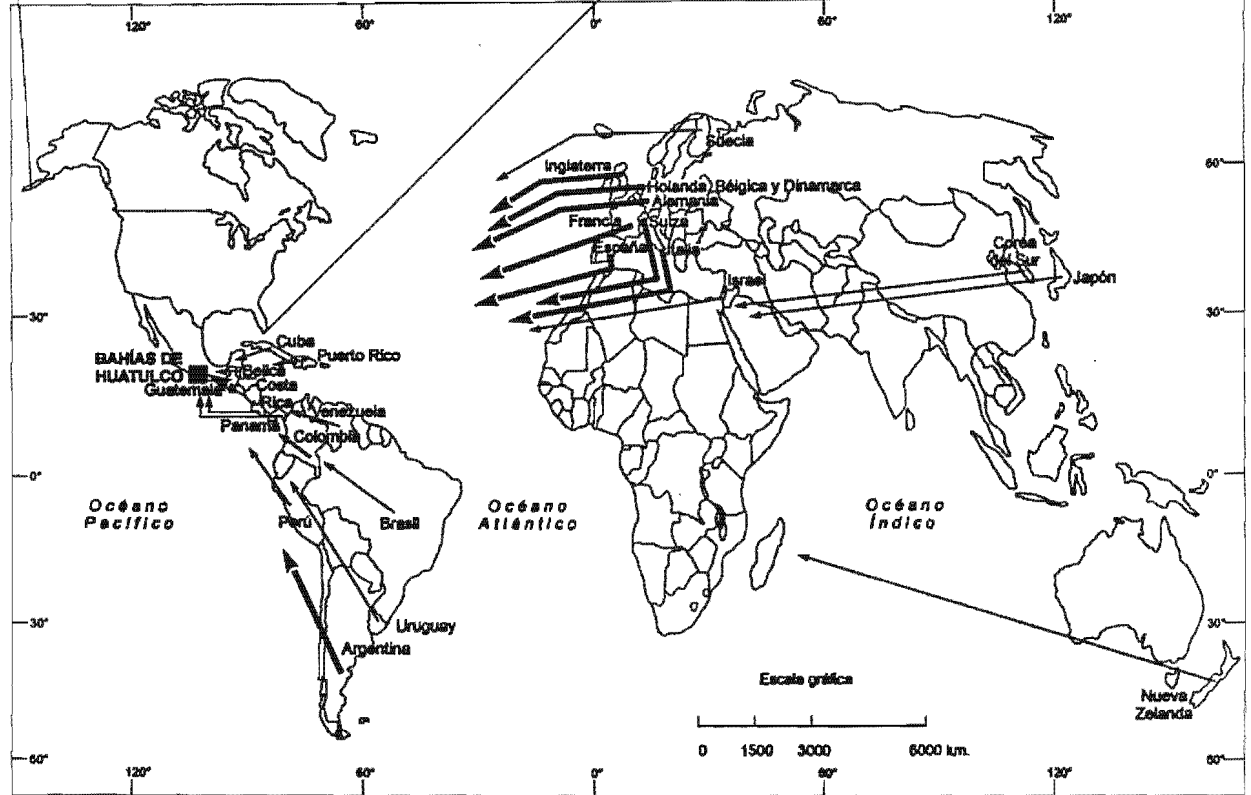 120° 60° 0° 60° 120°
Suecia
60°
Inglaterra
Holanda, Bélgica y Dinamarca
Alemania
Francia
Suiza
España
Italia
Corea
del Sur
Japón
Israel
30°
30°
Cuba
Puerto Rico
BAHÍAS DE
HUATULCO
Belice
Guatemala
Costa
Rica
Venezuela
Panamá
Colombia
0°
0°
Océano
Pacífico
Océano
Atlántico
Océano
Índico
Perú
Brasil
30°
30°
Uruguay
Argentina
Escala gráfica
Nueva
Zelanda
0 1500 3000 6000 km.
60°
60°
120° 60° 0° 60° 120°